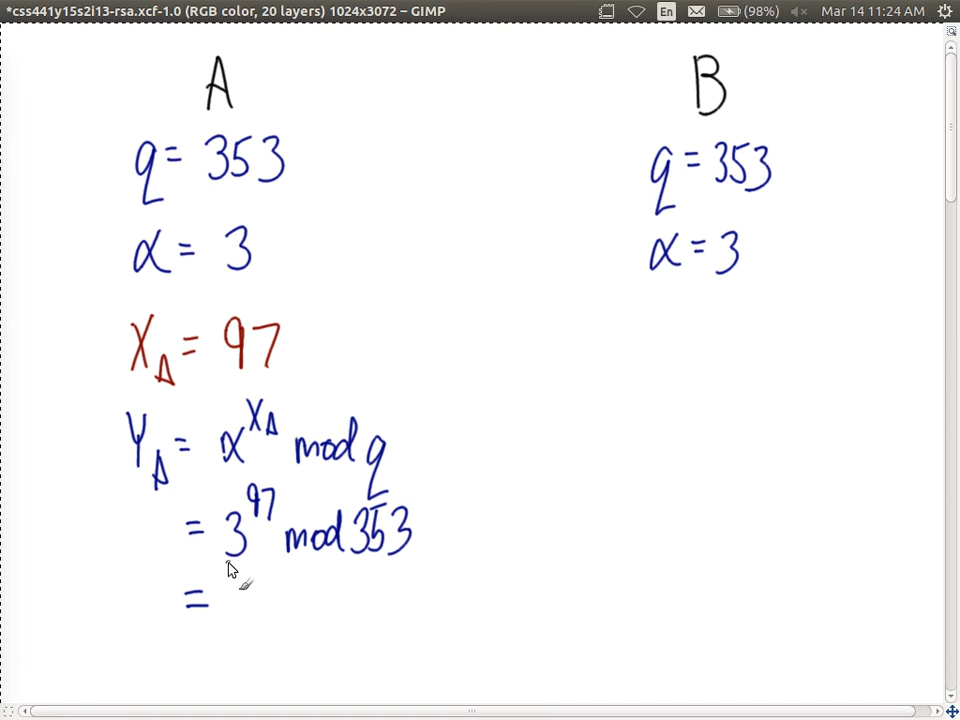 *css441y15s2i13-rsa.xcf-1.0 (RGB color, 20 layers) 1024x3072 – GIMP
En
(98%)
Mar 14 11:24 AM
A
B
q = 353
q = 353
α = 3
α = 3
X_A = 97
Y_A = α^{X_A} mod q
= 3^{97} mod 353
=